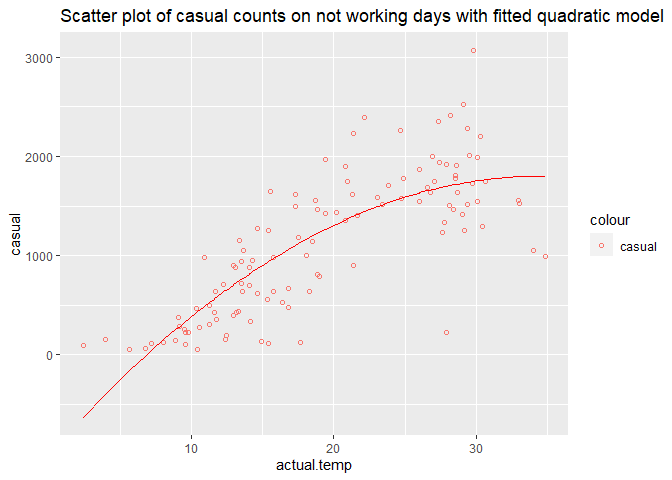 Scatter plot of casual counts on not working days with fitted quadratic model
3000
2000
1000
0
casual
10
20
30
actual.temp
colour
casual